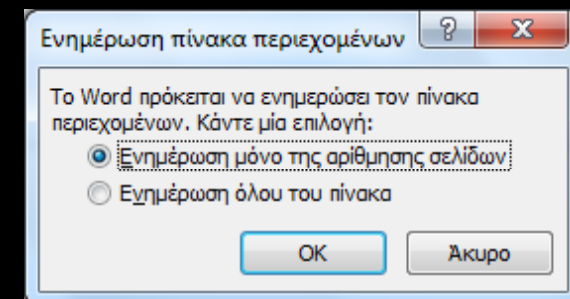 Ενημέρωση πίνακα περιεχομένων
Το Word πρόκειται να ενημερώσει τον πίνακα
περιεχομένων. Κάντε μία επιλογή:
Ενημέρωση μόνο της αρίθμησης σελίδων
Ενημέρωση όλου του πίνακα
OK
Άκυρο